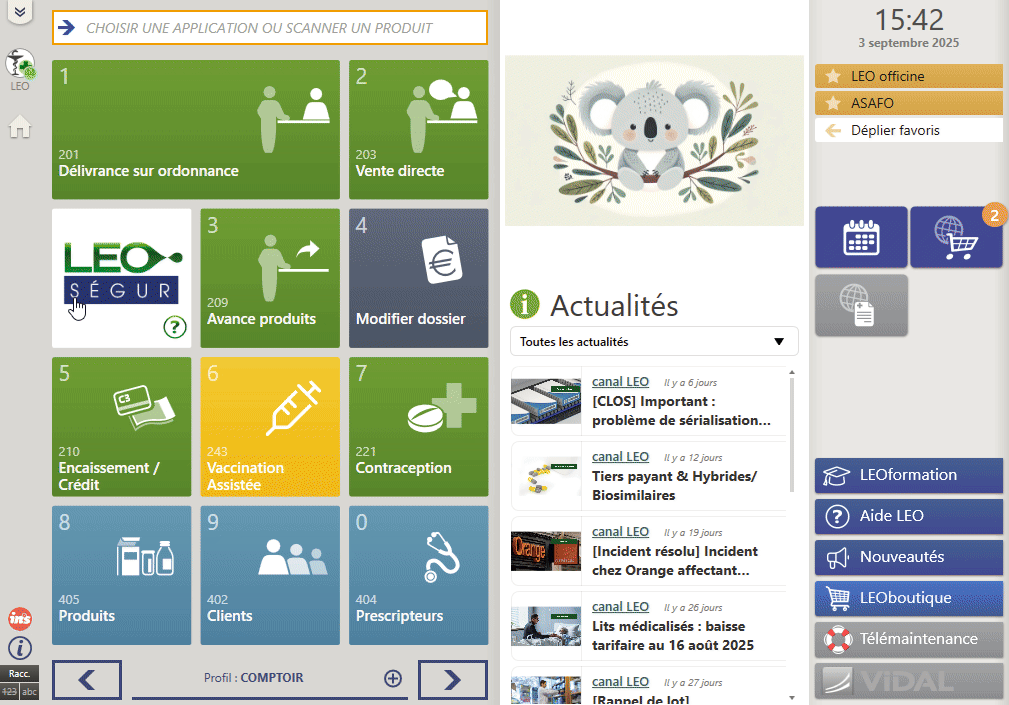 LEO
ins
i
Racc.
123 abc
CHOISIR UNE APPLICATION OU SCANNER UN PRODUIT
1
201
Délivrance sur ordonnance
2
203
Vente directe
LEO
SÉGUR
?
3
209
Avance produits
4
€
Modifier dossier
5
C3
210
Encaissement /
Crédit
6
243
Vaccination
Assistée
7
221
Contraception
8
405
Produits
9
402
Clients
0
404
Prescripteurs
Profil : COMPTOIR
i Actualités
Toutes les actualités
canal LEO Il y a 6 jours
[CLOS] Important :
problème de sérialisation...
canal LEO Il y a 12 jours
Tiers payant & Hybrides/
Biosimilaires
Orange
canal LEO Il y a 19 jours
[Incident résolu] Incident
chez Orange affectant...
canal LEO Il y a 26 jours
Lits médicalisés : baisse
tarifaire au 16 août 2025
canal LEO Il y a 27 jours
[Rappel de lot]
15:42
3 septembre 2025
LEO officine
ASAFO
Déplier favoris
2
LEOformation
? Aide LEO
Nouveautés
LEOboutique
Télémaintenance
ViDAL